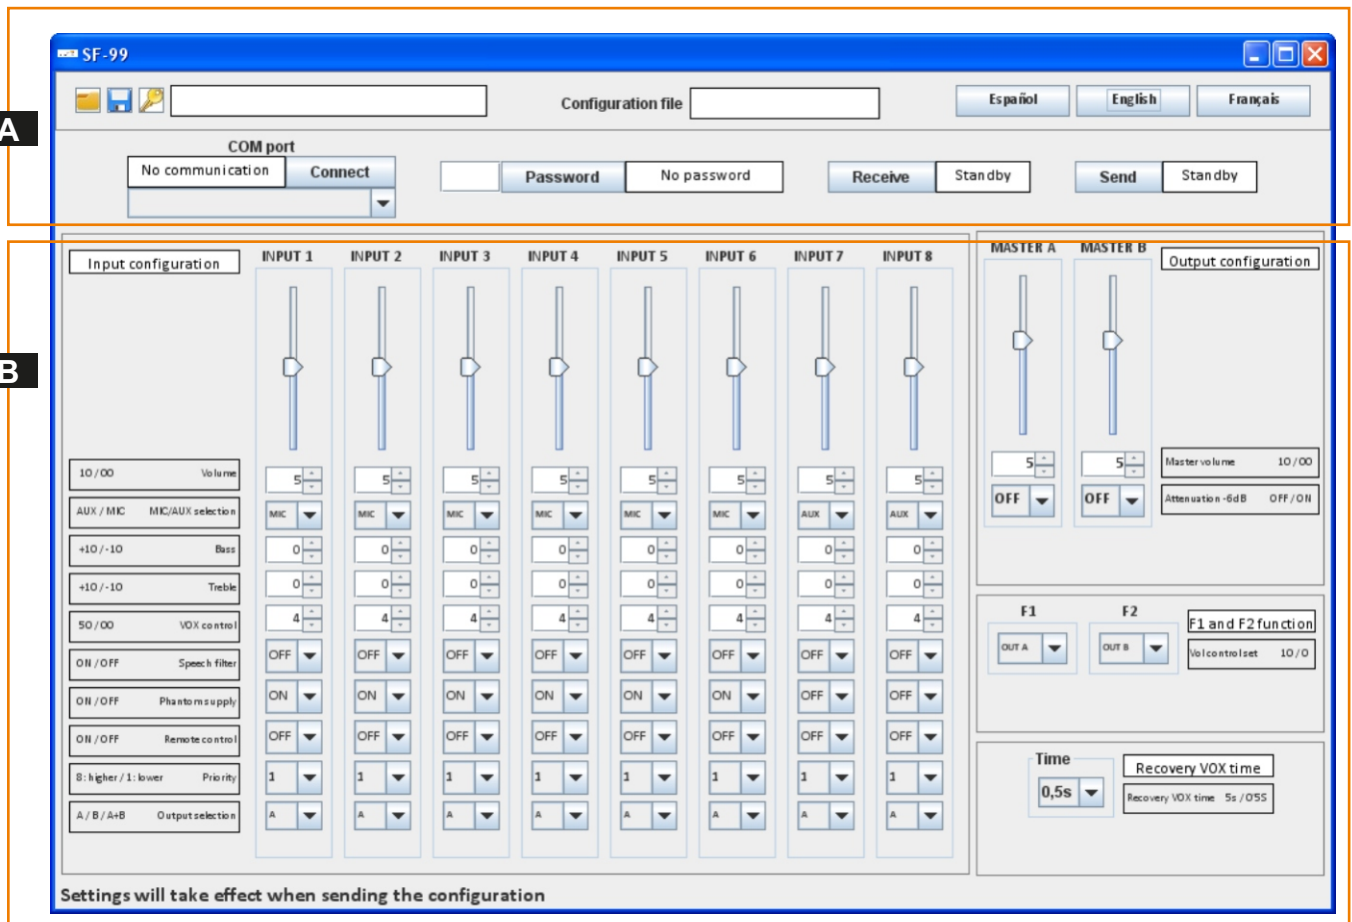 SF-99
Configuration file
Español
English
Français
A
COM port
No communication
Connect
Password
No password
Receive
Standby
Send
Standby
B
Input configuration
INPUT 1 INPUT 2 INPUT 3 INPUT 4 INPUT 5 INPUT 6 INPUT 7 INPUT 8
MASTER A MASTER B
Output configuration
10/00 Volume 5 5 5 5 5 5 5 5
5 5 Master volume 10/00
AUX / MIC MIC/AUX selection MIC MIC MIC MIC MIC MIC AUX AUX
OFF OFF Attenuation -6dB OFF/ON
+10/-10 Bass 0 0 0 0 0 0 0 0
+10/-10 Treble 0 0 0 0 0 0 0 0
50/00 VOX control 4 4 4 4 4 4 4 4
ON/OFF Speech filter OFF OFF OFF OFF OFF OFF OFF OFF
ON/OFF Phantom supply ON ON ON ON ON ON OFF OFF
ON/OFF Remote control OFF OFF OFF OFF OFF OFF OFF OFF
8: higher / 1: lower Priority 1 1 1 1 1 1 1 1
A/B/A+B Output selection A A A A A A A A
F1 F2
F1 and F2 function
OUT A OUT B
Vol control set 10/0
Time
Recovery VOX time
0,5s
Recovery VOX time 5s/05S
Settings will take effect when sending the configuration